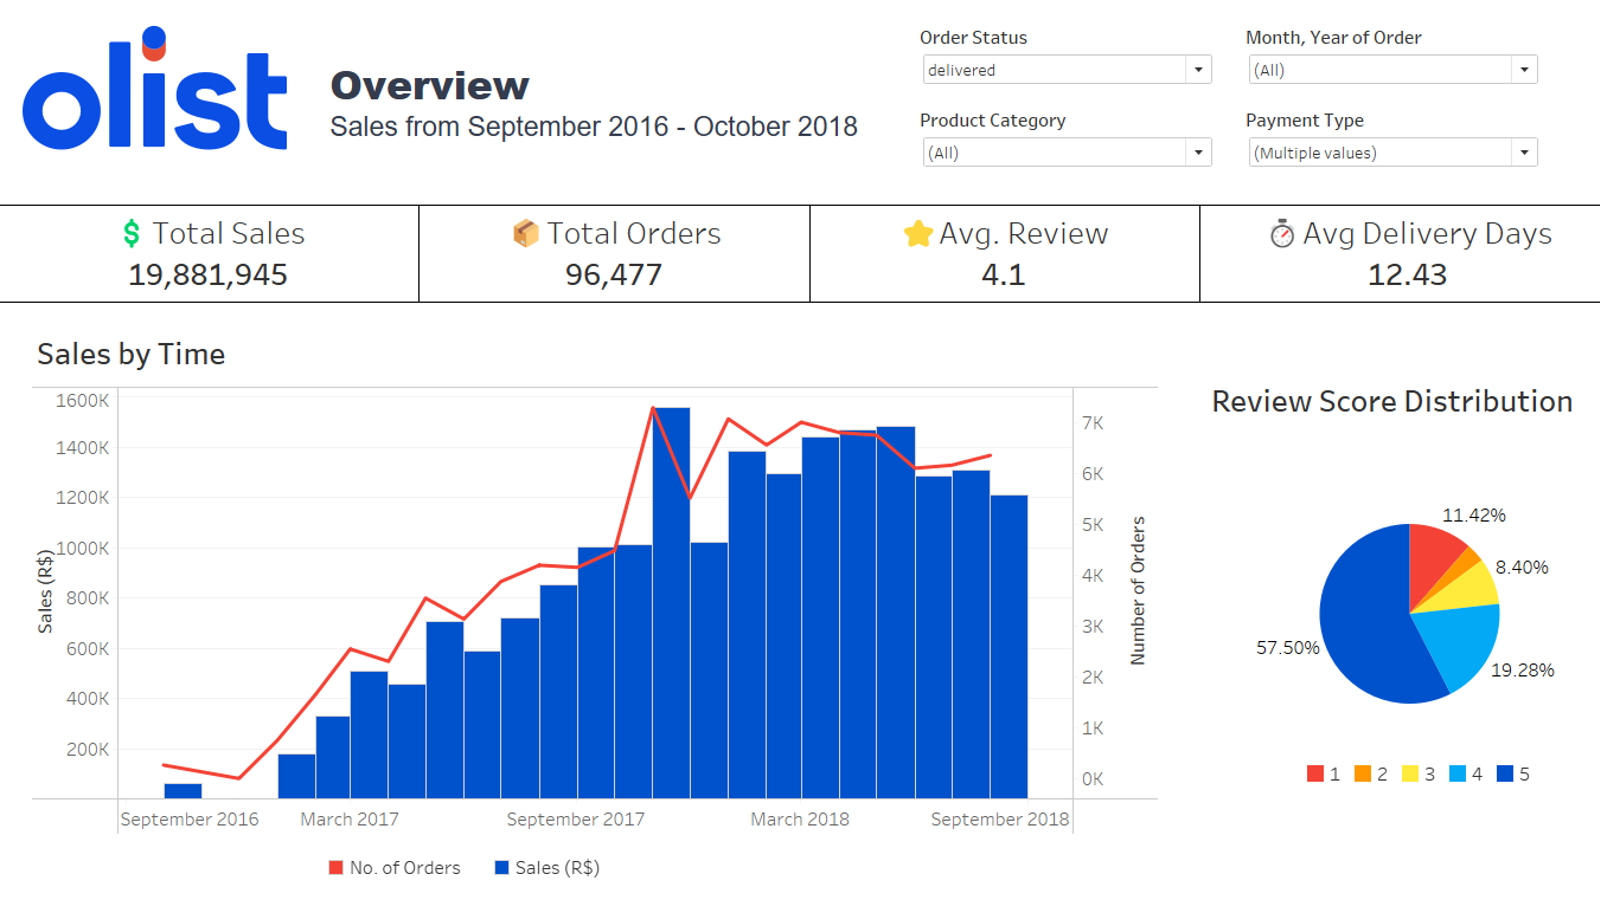 olist
Overview
Sales from September 2016 - October 2018
Order Status
delivered
Month, Year of Order
(All)
Product Category
(All)
Payment Type
(Multiple values)
Total Sales
19,881,945
Total Orders
96,477
Avg. Review
4.1
Avg Delivery Days
12.43
Sales by Time
1600K
1400K
1200K
1000K
800K
600K
400K
200K
Sales (R$)
7K
6K
5K
4K
3K
2K
1K
0K
Number of Orders
September 2016
March 2017
September 2017
March 2018
September 2018
No. of Orders
Sales (R$)
Review Score Distribution
11.42%
8.40%
19.28%
57.50%
1
2
3
4
5